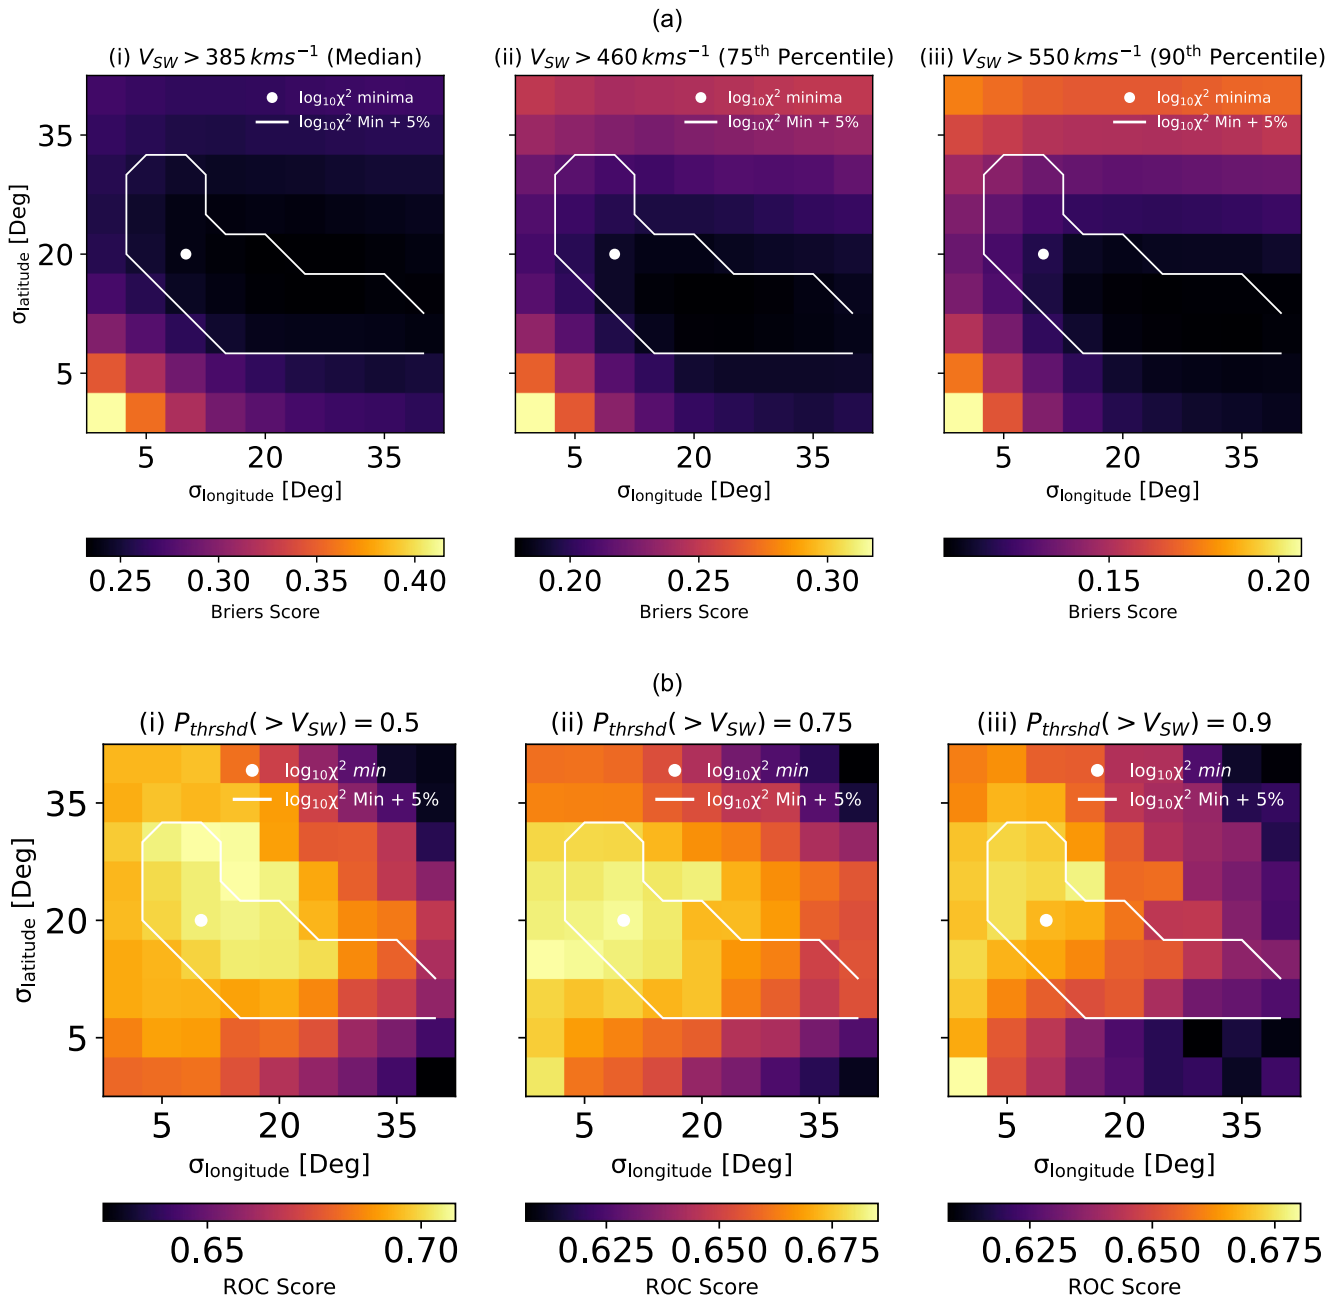 (a)
(i) V_SW > 385 kms⁻¹ (Median)
(ii) V_SW > 460 kms⁻¹ (75ᵗʰ Percentile)
(iii) V_SW > 550 kms⁻¹ (90ᵗʰ Percentile)
log₁₀χ² minima
log₁₀χ² Min + 5%
log₁₀χ² minima
log₁₀χ² Min + 5%
log₁₀χ² minima
log₁₀χ² Min + 5%
σ_latitude [Deg]
35
20
5
5 20 35
5 20 35
5 20 35
σ_longitude [Deg]
σ_longitude [Deg]
σ_longitude [Deg]
0.25 0.30 0.35 0.40
0.20 0.25 0.30
0.15 0.20
Briers Score
Briers Score
Briers Score
(b)
(i) P_thrshd(> V_SW) = 0.5
(ii) P_thrshd(> V_SW) = 0.75
(iii) P_thrshd(> V_SW) = 0.9
log₁₀χ² min
log₁₀χ² Min + 5%
log₁₀χ² min
log₁₀χ² Min + 5%
log₁₀χ² min
log₁₀χ² Min + 5%
σ_latitude [Deg]
35
20
5
5 20 35
5 20 35
5 20 35
σ_longitude [Deg]
σ_longitude [Deg]
σ_longitude [Deg]
0.65 0.70
0.625 0.650 0.675
0.625 0.650 0.675
ROC Score
ROC Score
ROC Score